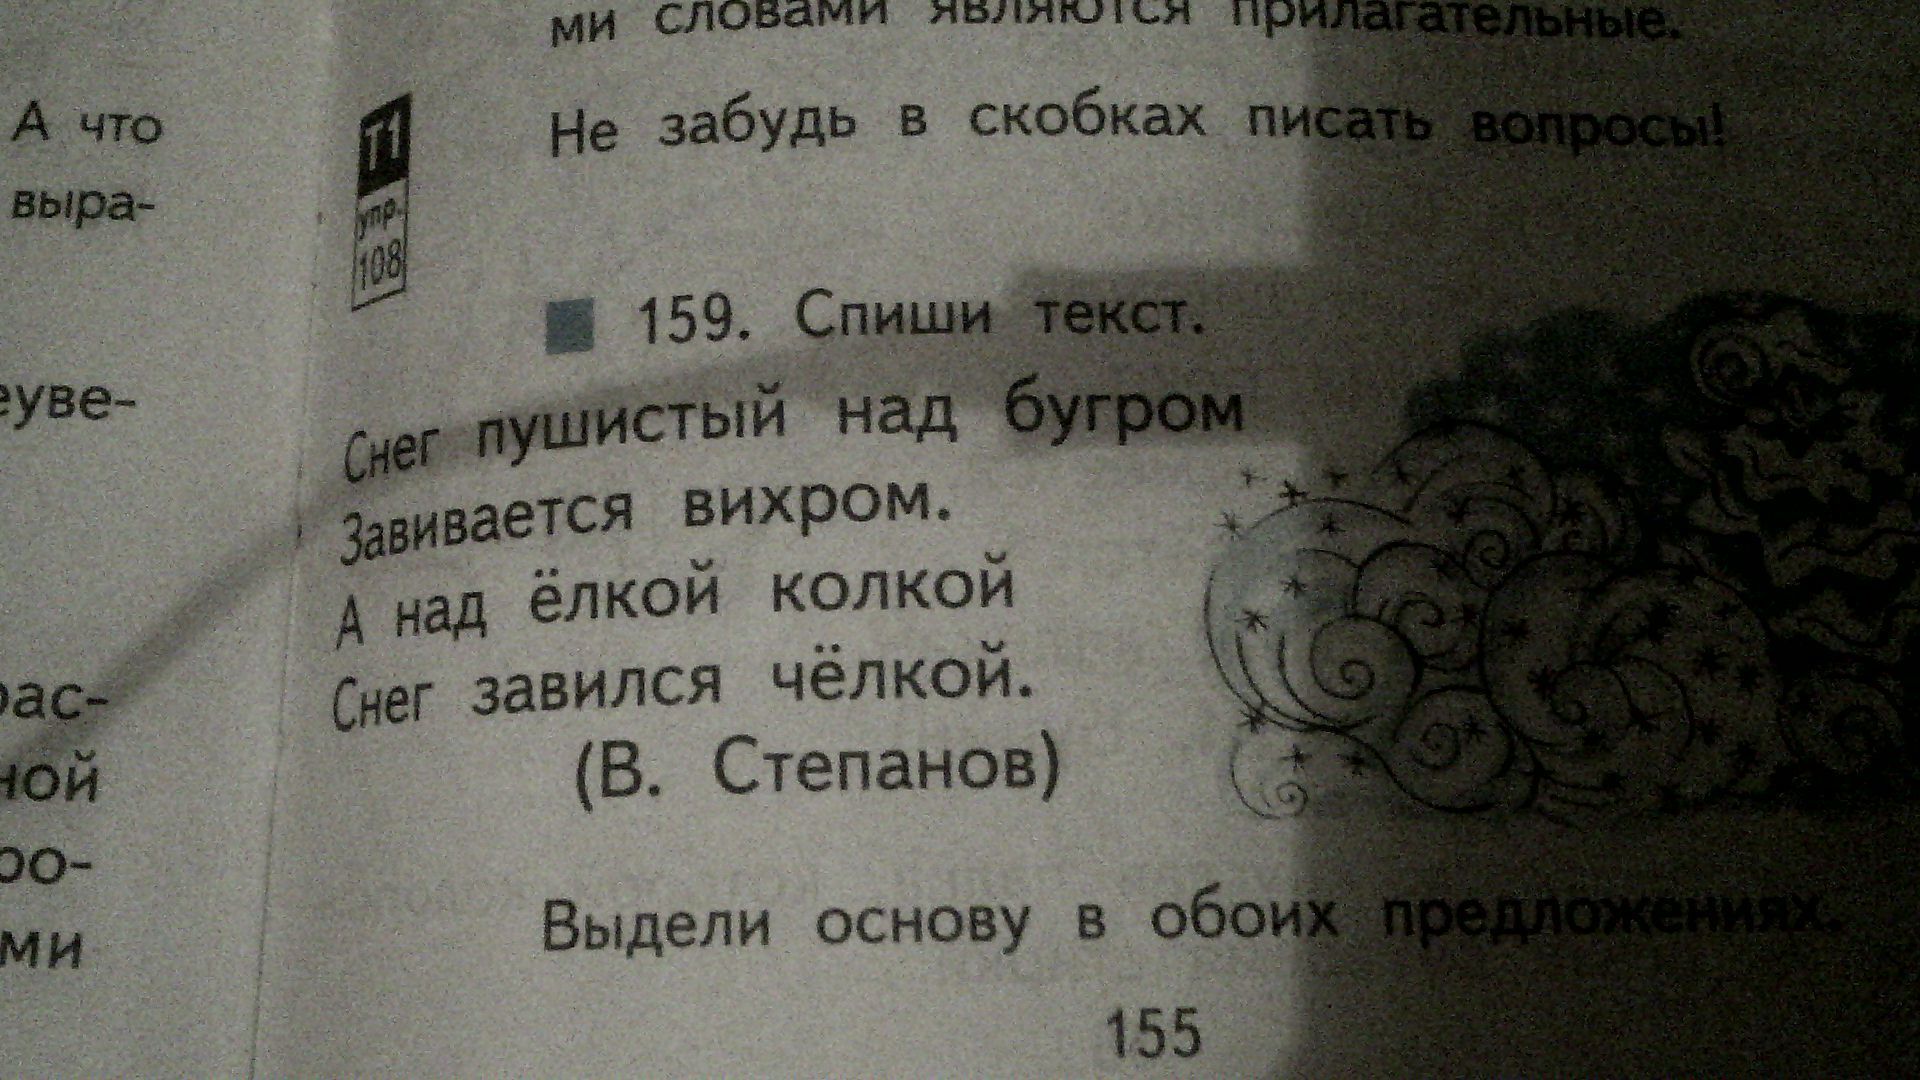 А что
выра-
еуве-
рас-
ной
ро-
ми
ми словами являются прилагательные.
Не забудь в скобках писать вопросы!
Т1
упр.
108
159. Спиши текст.
Снег пушистый над бугром
Завивается вихром.
А над ёлкой колкой
Снег завился чёлкой.
(В. Степанов)
Выдели основу в обоих предложениях.
155